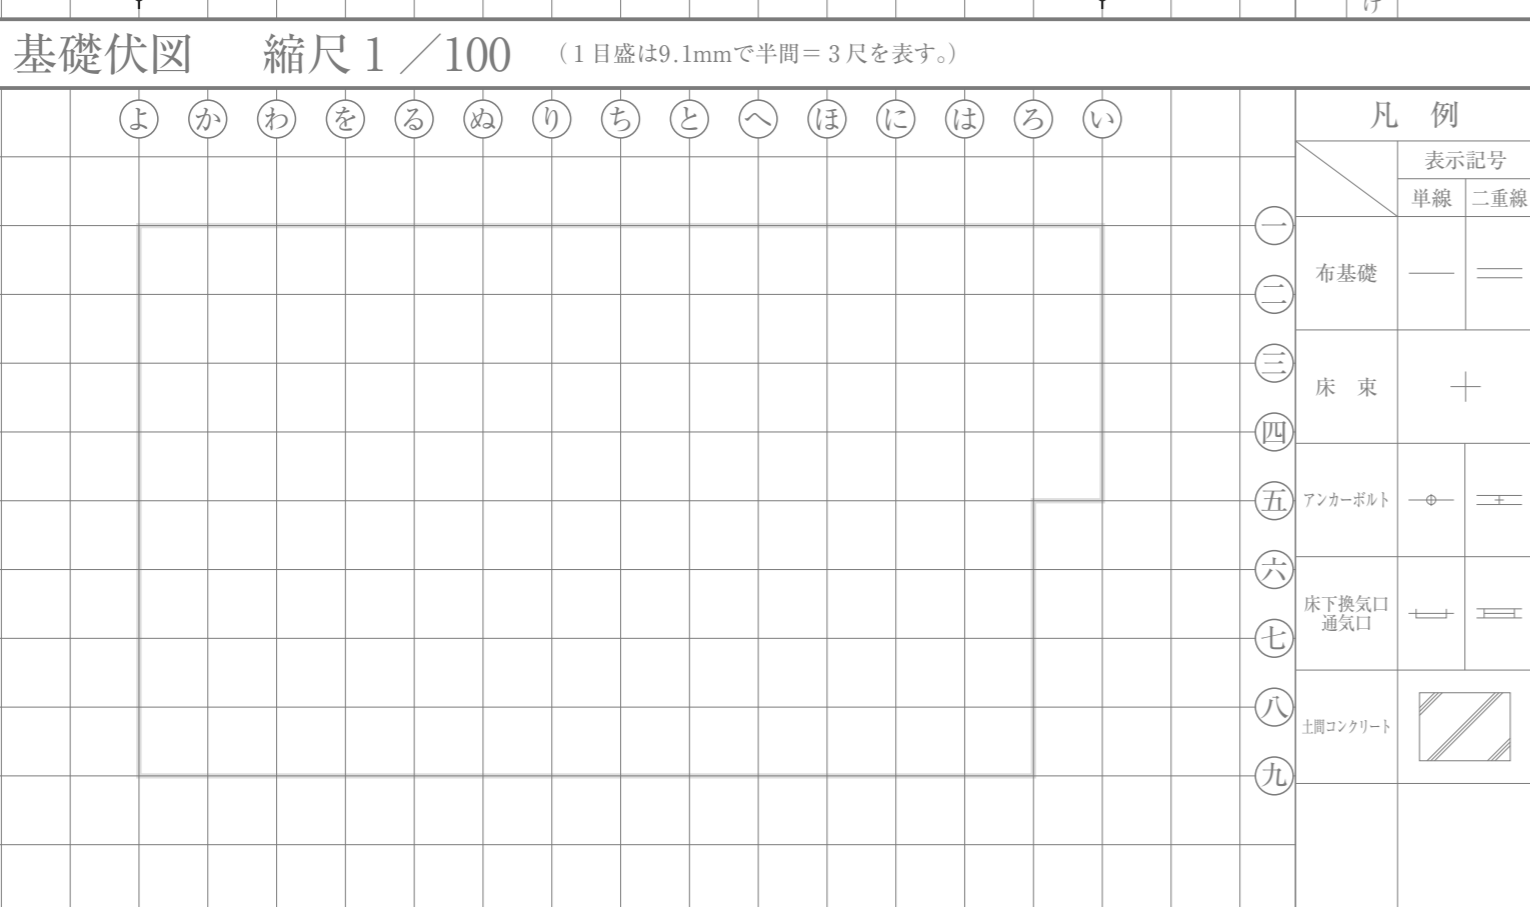 け
基礎伏図　縮尺１／100　（１目盛は9.1mmで半間＝３尺を表す。）
よ か わ を る ぬ り ち と へ ほ に は ろ い
一
二
三
四
五
六
七
八
九
凡　例
表示記号
単線 二重線
布基礎
床　束
アンカーボルト
床下換気口
通気口
土間コンクリート